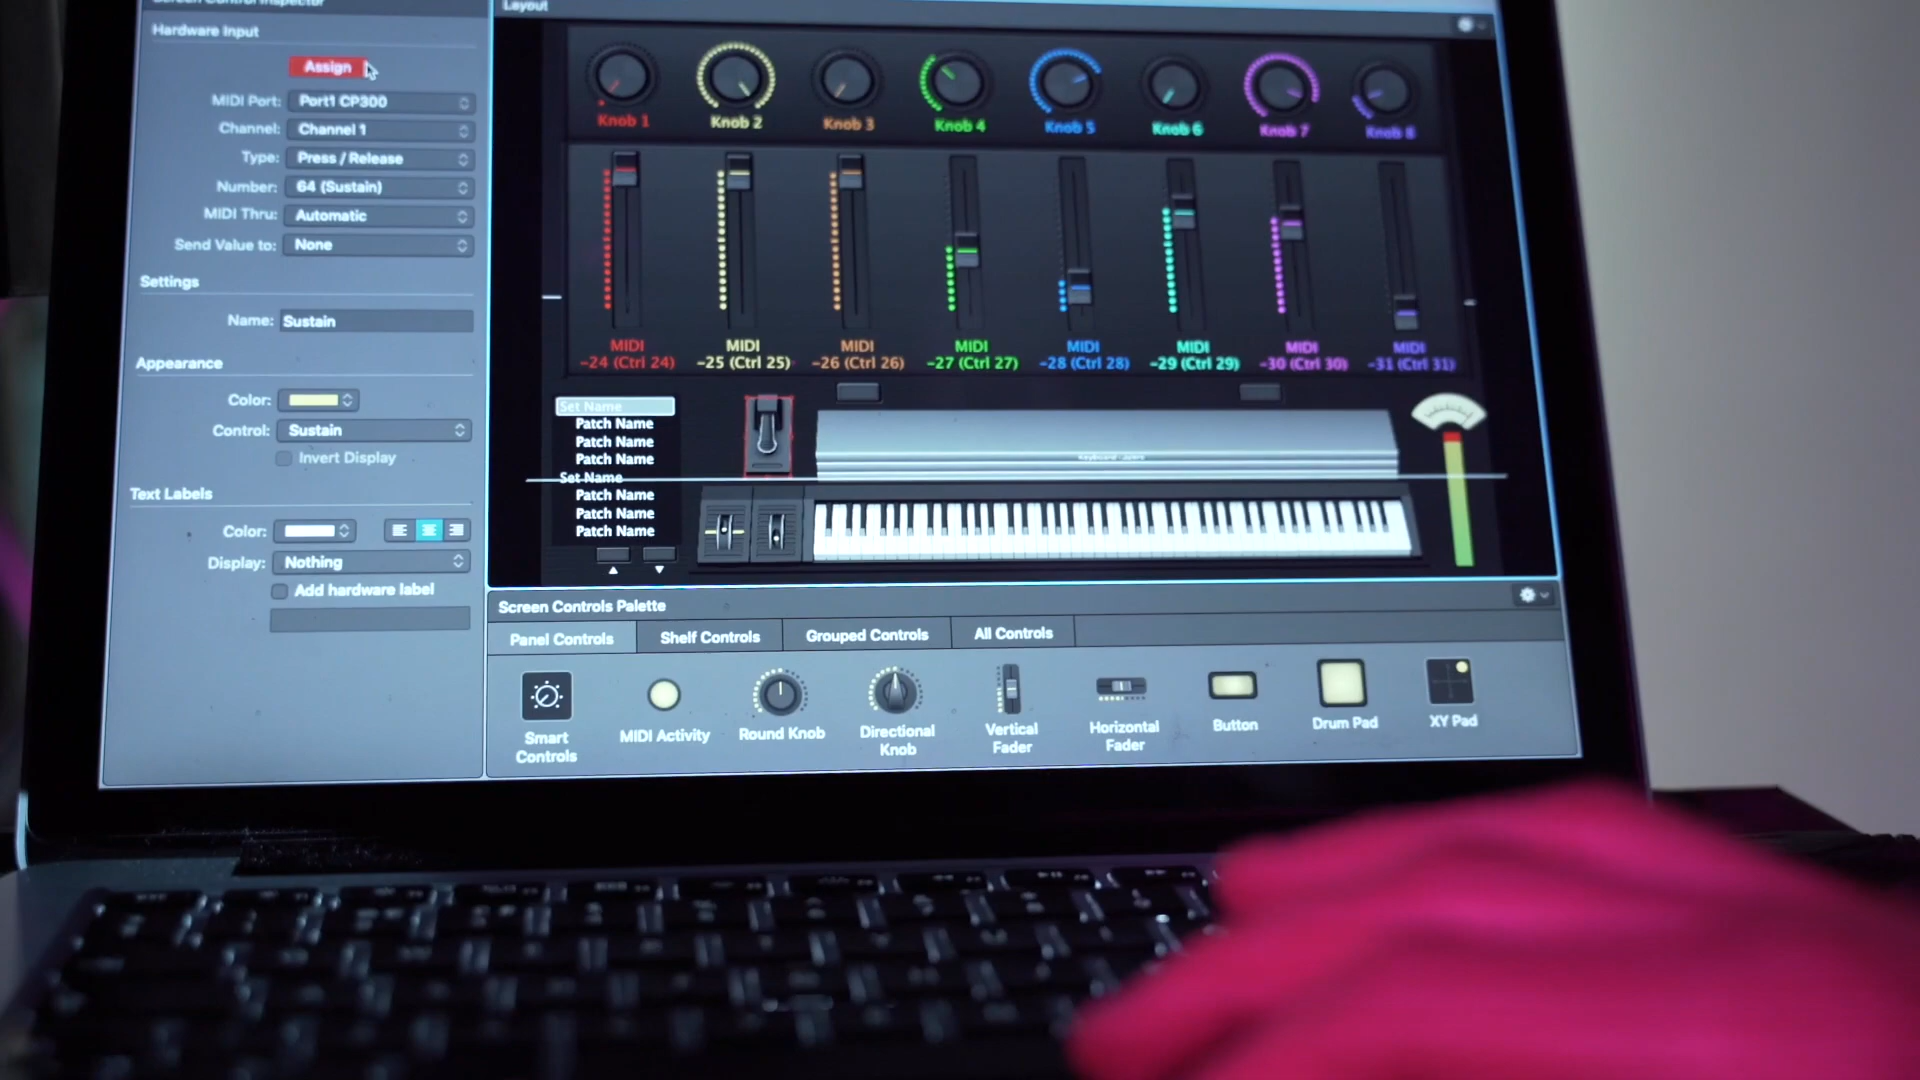 Screen Control Inspector
Hardware Input
Assign
MIDI Port: Port1 CP300
Channel: Channel 1
Type: Press / Release
Number: 64 (Sustain)
MIDI Thru: Automatic
Send Value to: None
Settings
Name: Sustain
Appearance
Color:
Control: Sustain
Invert Display
Text Labels
Color:
Display: Nothing
Add hardware label
Layout
Knob 1 Knob 2 Knob 3 Knob 4 Knob 5 Knob 6 Knob 7 Knob 8
MIDI MIDI MIDI MIDI MIDI MIDI MIDI MIDI
-24 (Ctrl 24) -25 (Ctrl 25) -26 (Ctrl 26) -27 (Ctrl 27) -28 (Ctrl 28) -29 (Ctrl 29) -30 (Ctrl 30) -31 (Ctrl 31)
Set Name
Patch Name
Patch Name
Patch Name
Set Name
Patch Name
Patch Name
Patch Name
Screen Controls Palette
Panel Controls Shelf Controls Grouped Controls All Controls
Smart Controls
MIDI Activity
Round Knob
Directional Knob
Vertical Fader
Horizontal Fader
Button
Drum Pad
XY Pad